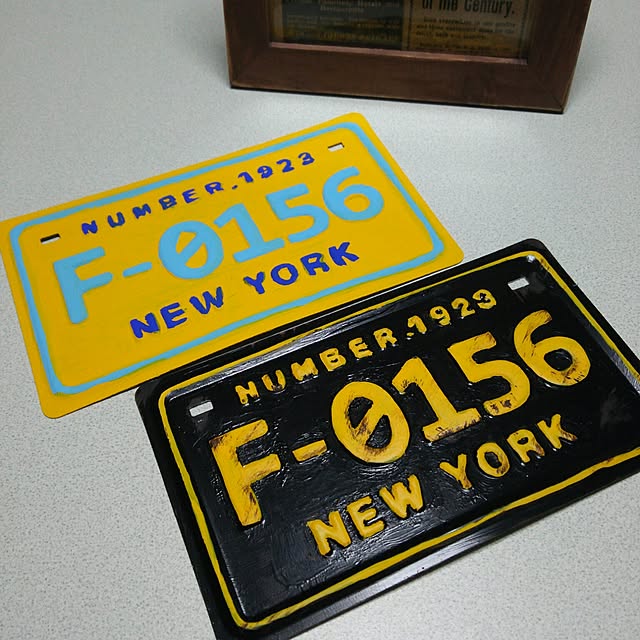 of the Century.
NUMBER.1923
F-0156
NEW YORK
NUMBER.1923
F-0156
NEW YORK